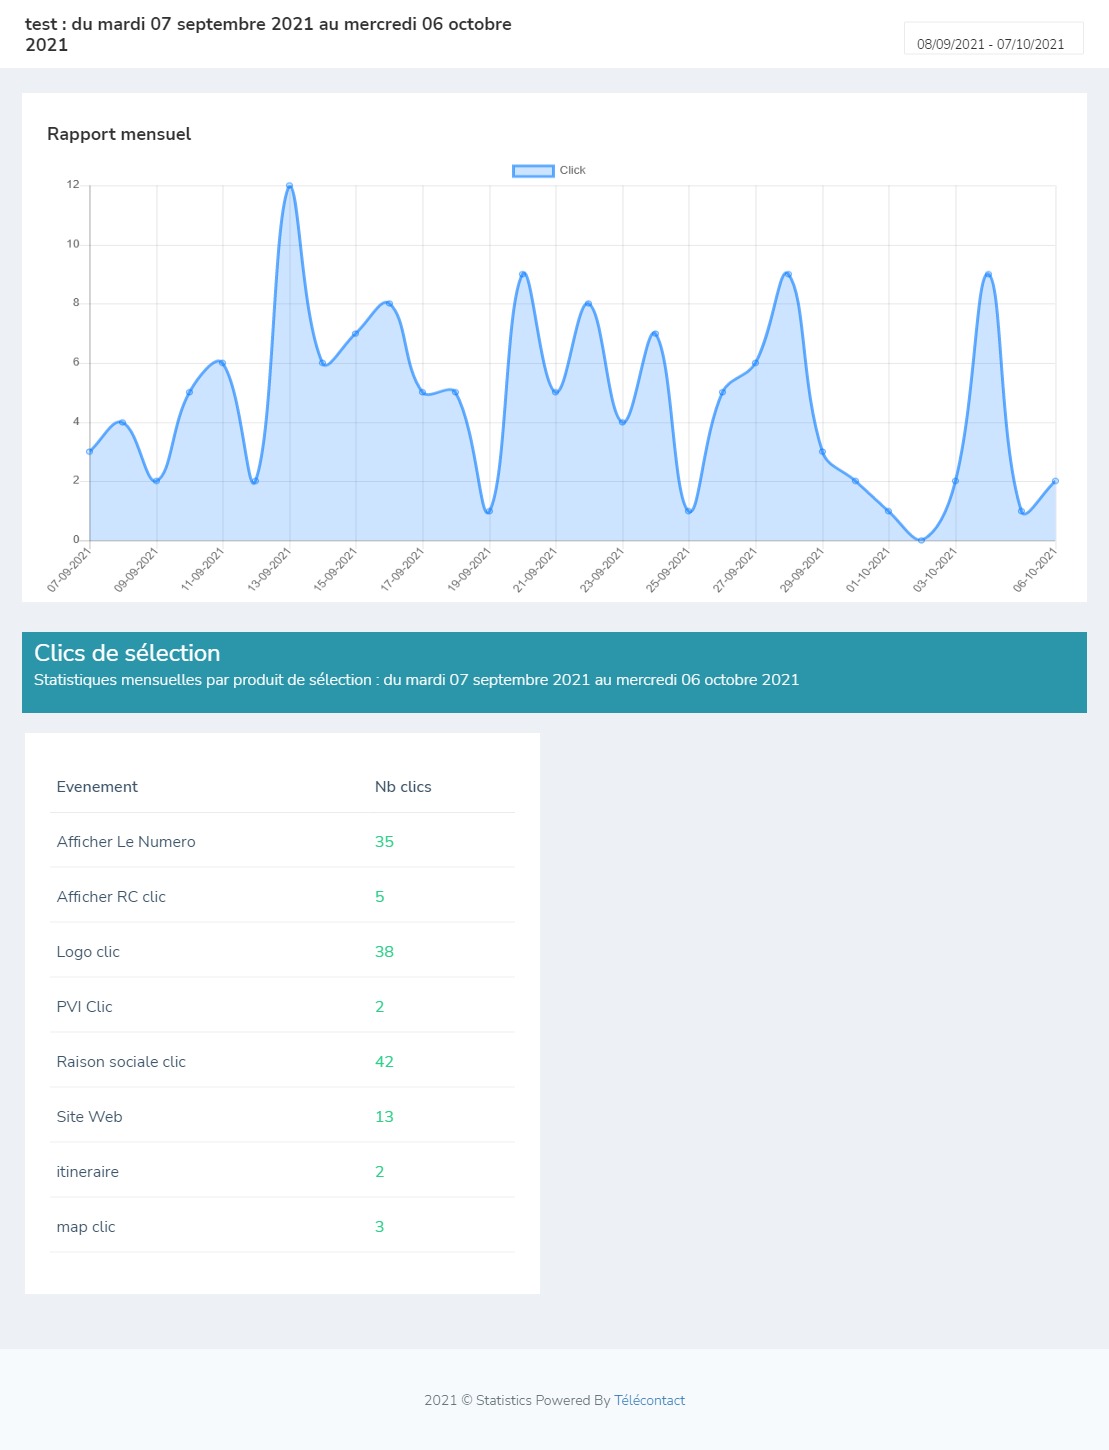 test : du mardi 07 septembre 2021 au mercredi 06 octobre
2021
08/09/2021 - 07/10/2021
Rapport mensuel
Click
12
10
8
6
4
2
0
07-09-2021
09-09-2021
11-09-2021
13-09-2021
15-09-2021
17-09-2021
19-09-2021
21-09-2021
23-09-2021
25-09-2021
27-09-2021
29-09-2021
01-10-2021
03-10-2021
06-10-2021
Clics de sélection
Statistiques mensuelles par produit de sélection : du mardi 07 septembre 2021 au mercredi 06 octobre 2021
Evenement Nb clics
Afficher Le Numero 35
Afficher RC clic 5
Logo clic 38
PVI Clic 2
Raison sociale clic 42
Site Web 13
itineraire 2
map clic 3
2021 © Statistics Powered By Télécontact